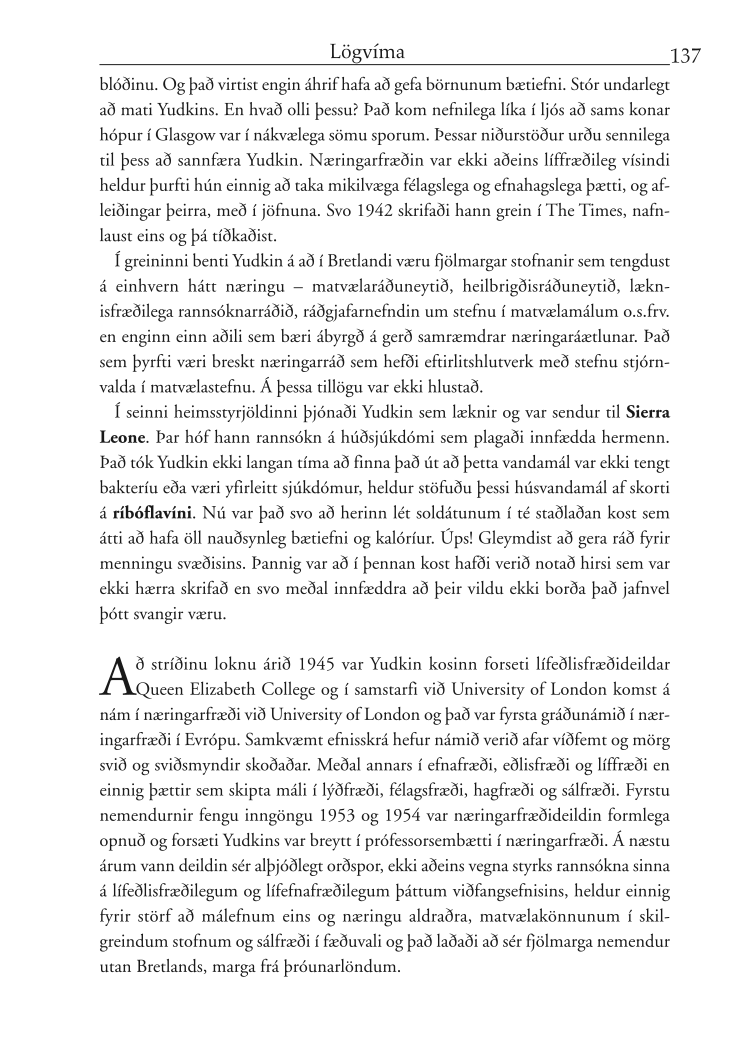 Lögvíma
137
blóðinu. Og það virtist engin áhrif hafa að gefa börnunum bætiefni. Stór undarlegt
að mati Yudkins. En hvað olli þessu? Það kom nefnilega líka í ljós að sams konar
hópur í Glasgow var í nákvælega sömu sporum. Þessar niðurstöður urðu sennilega
til þess að sannfæra Yudkin. Næringarfræðin var ekki aðeins líffræðileg vísindi
heldur þurfti hún einnig að taka mikilvæga félagslega og efnahagslega þætti, og af-
leiðingar þeirra, með í jöfnuna. Svo 1942 skrifaði hann grein í The Times, nafn-
laust eins og þá tíðkaðist.
Í greininni benti Yudkin á að í Bretlandi væru fjölmargar stofnanir sem tengdust
á einhvern hátt næringu – matvælaráðuneytið, heilbrigðisráðuneytið, lækn-
isfræðilega rannsóknarráðið, ráðgjafarnefndin um stefnu í matvælamálum o.s.frv.
en enginn einn aðili sem bæri ábyrgð á gerð samræmdrar næringaráætlunar. Það
sem þyrfti væri breskt næringarráð sem hefði eftirlitshlutverk með stefnu stjórn-
valda í matvælastefnu. Á þessa tillögu var ekki hlustað.
Í seinni heimsstyrjöldinni þjónaði Yudkin sem læknir og var sendur til Sierra
Leone. Þar hóf hann rannsókn á húðsjúkdómi sem plagaði innfædda hermenn.
Það tók Yudkin ekki langan tíma að finna það út að þetta vandamál var ekki tengt
bakteríu eða væri yfirleitt sjúkdómur, heldur stöfuðu þessi húsvandamál af skorti
á ríbóflavíni. Nú var það svo að herinn lét soldátunum í té staðlaðan kost sem
átti að hafa öll nauðsynleg bætiefni og kalóríur. Úps! Gleymdist að gera ráð fyrir
menningu svæðisins. Þannig var að í þennan kost hafði verið notað hirsi sem var
ekki hærra skrifað en svo meðal innfæddra að þeir vildu ekki borða það jafnvel
þótt svangir væru.
Að stríðinu loknu árið 1945 var Yudkin kosinn forseti lífeðlisfræðideildar
Queen Elizabeth College og í samstarfi við University of London komst á
nám í næringarfræði við University of London og það var fyrsta gráðunámið í nær-
ingarfræði í Evrópu. Samkvæmt efnisskrá hefur námið verið afar víðfemt og mörg
svið og sviðsmyndir skoðaðar. Meðal annars í efnafræði, eðlisfræði og líffræði en
einnig þættir sem skipta máli í lýðfræði, félagsfræði, hagfræði og sálfræði. Fyrstu
nemendurnir fengu inngöngu 1953 og 1954 var næringarfræðideildin formlega
opnuð og forsæti Yudkins var breytt í prófessorsembætti í næringarfræði. Á næstu
árum vann deildin sér alþjóðlegt orðspor, ekki aðeins vegna styrks rannsókna sinna
á lífeðlisfræðilegum og lífefnafræðilegum þáttum viðfangsefnisins, heldur einnig
fyrir störf að málefnum eins og næringu aldraðra, matvælakönnunum í skil-
greindum stofnum og sálfræði í fæðuvali og það laðaði að sér fjölmarga nemendur
utan Bretlands, marga frá þróunarlöndum.